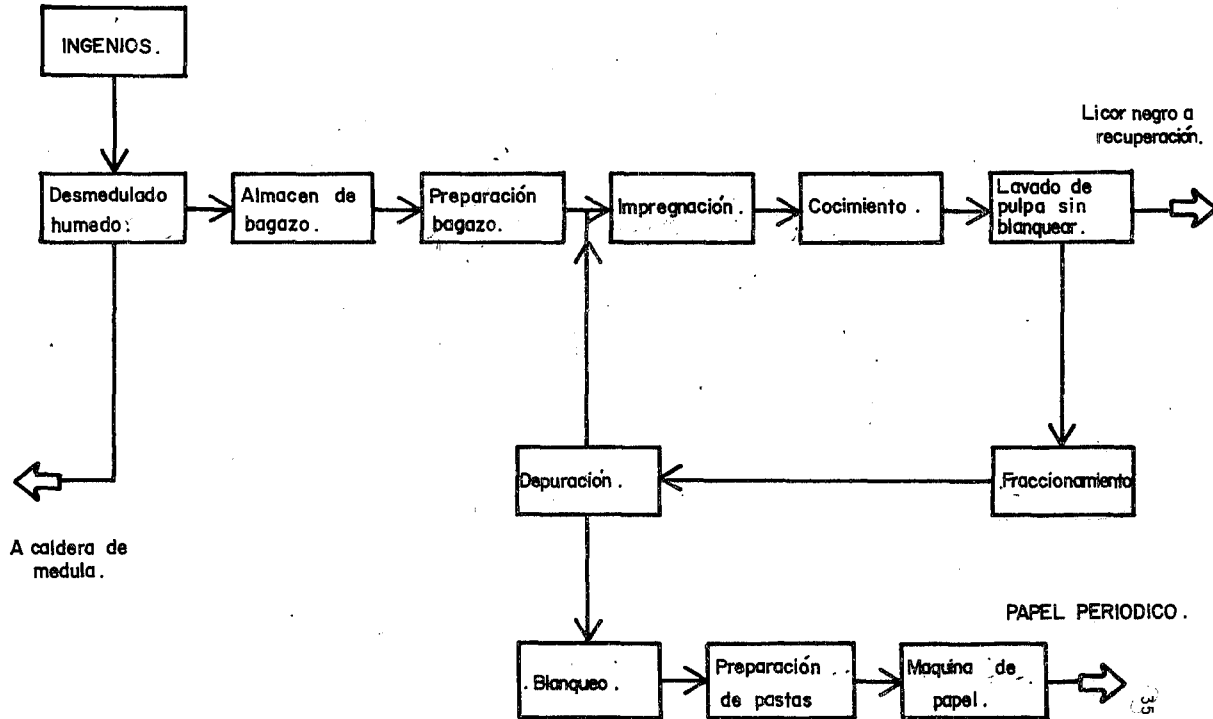 INGENIOS.
Licor negro a
recuperación.
Desmedulado
humedo.
Almacen de
bagazo.
Preparación
bagazo.
Impregnación.
Cocimiento.
Lavado de
pulpa sin
blanquear.
Depuración.
Fraccionamiento
A caldera de
medula.
PAPEL PERIODICO.
Blanqueo.
Preparación
de pastas
Maquina de
papel.
35